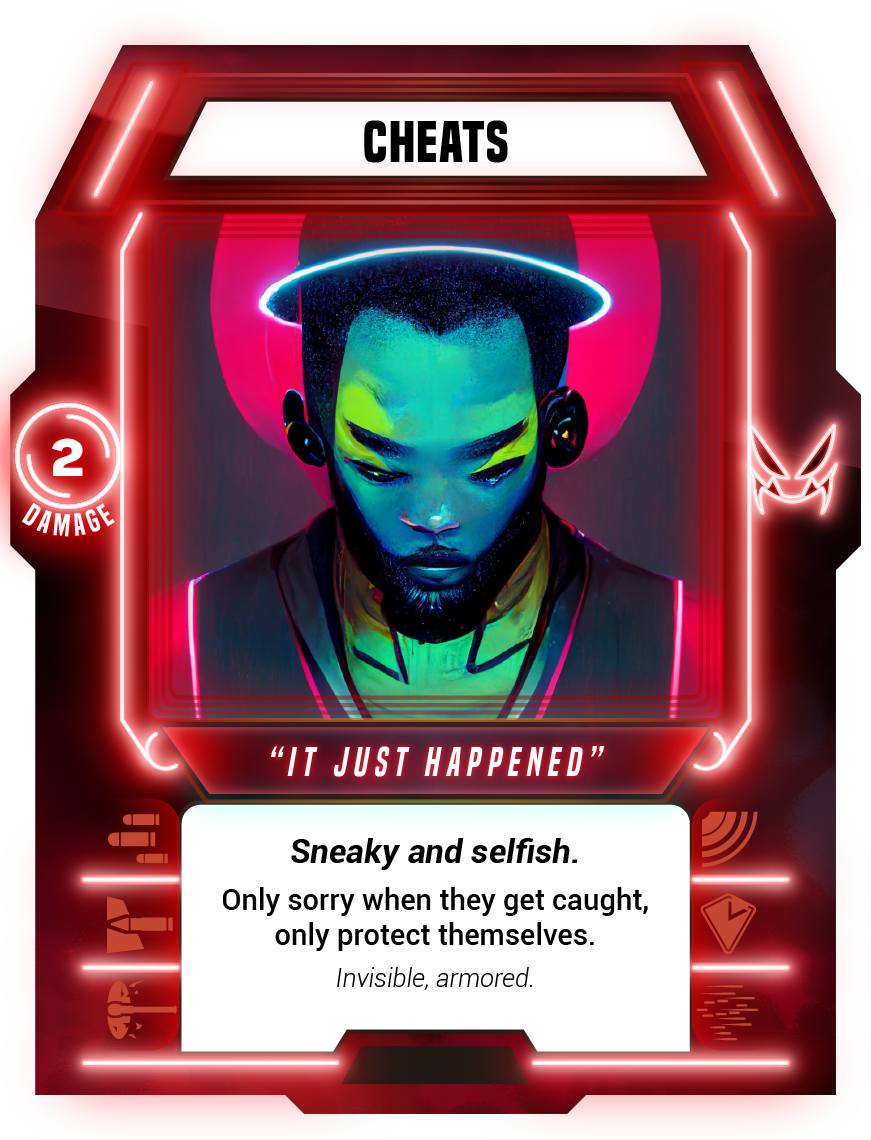 CHEATS
2
DAMAGE
“IT JUST HAPPENED”
Sneaky and selfish.
Only sorry when they get caught,
only protect themselves.
Invisible, armored.